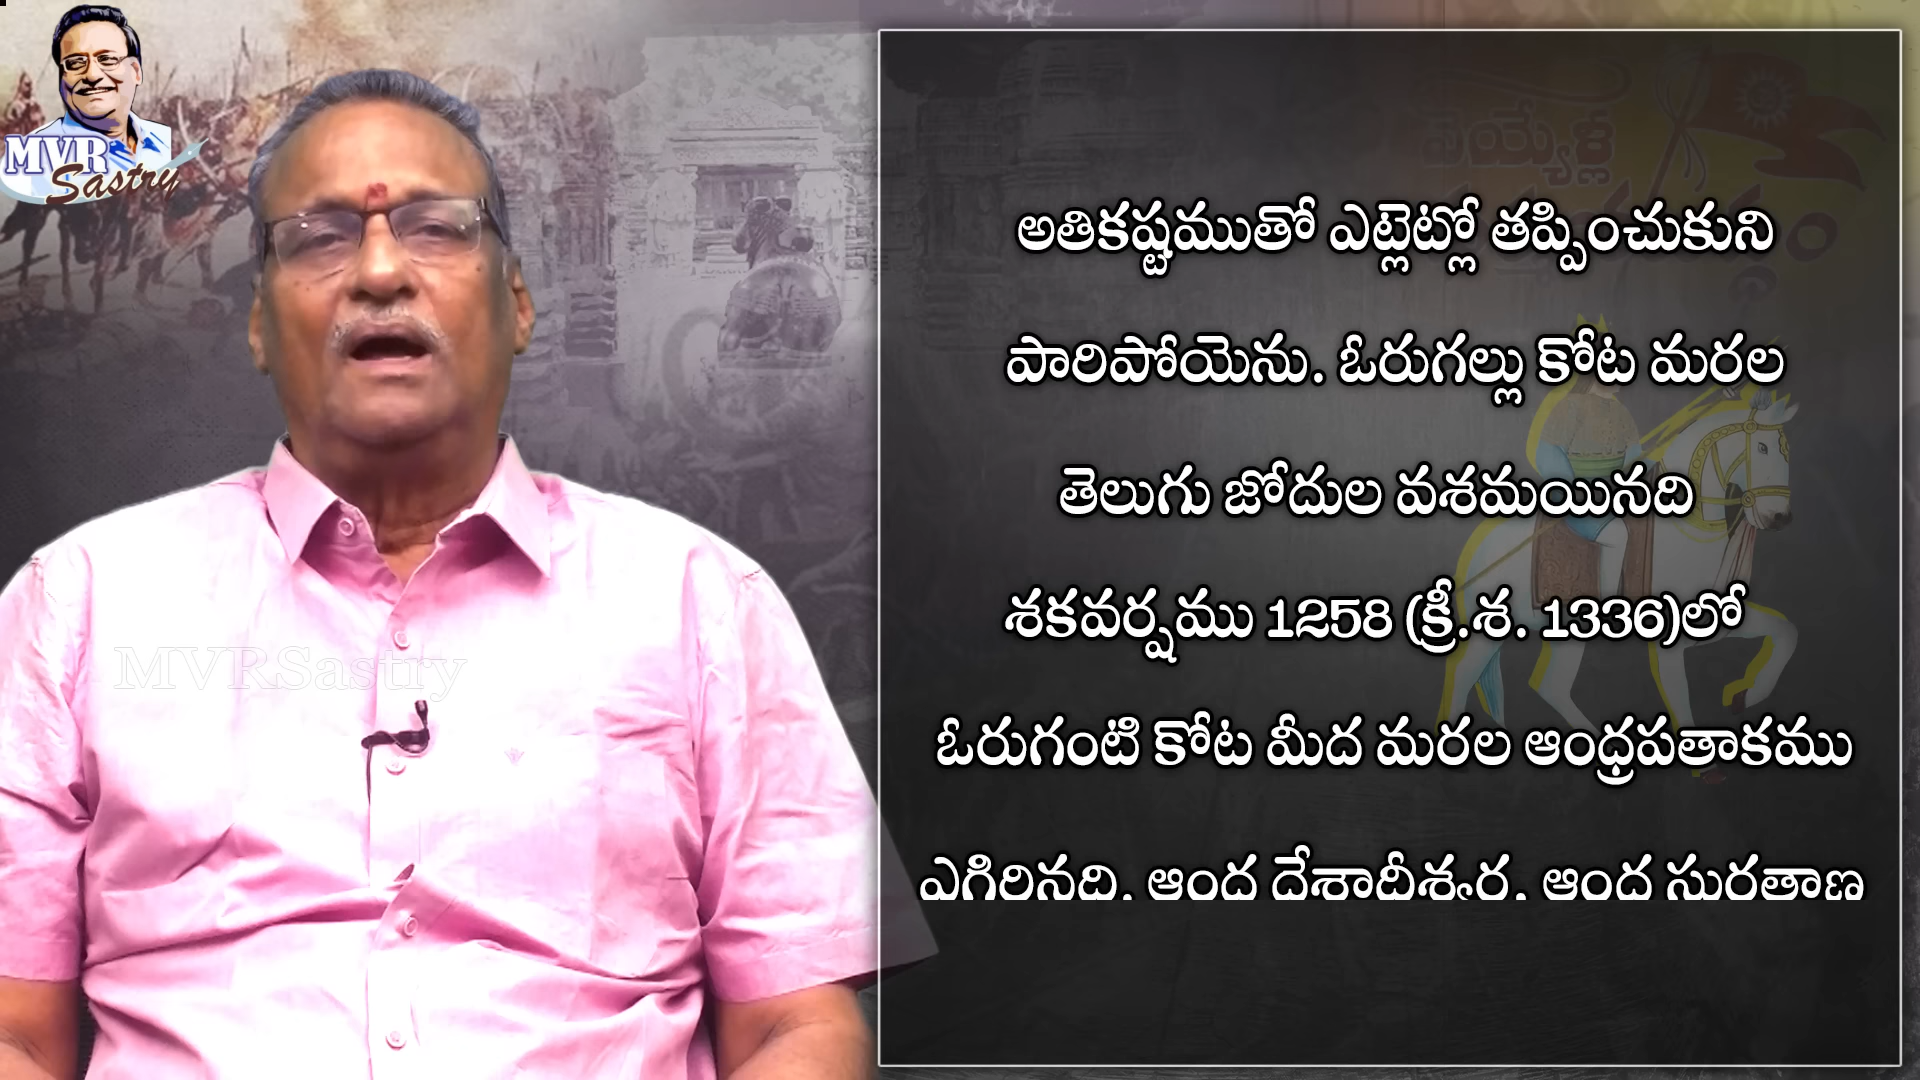 MVR
Sastry
MVRSastry
వెయ్యేళ్ల
అతికష్టముతో ఎట్లెట్లో తప్పించుకుని
పారిపోయెను. ఓరుగల్లు కోట మరల
తెలుగు జోదుల వశమయినది
శకవర్షము 1258 (క్రీ.శ. 1336)లో
ఓరుగంటి కోట మీద మరల ఆంధ్రపతాకము
ఎగిరినది. ఆంధ్ర దేశాధీశ్వర, ఆంధ్ర సురతాణ